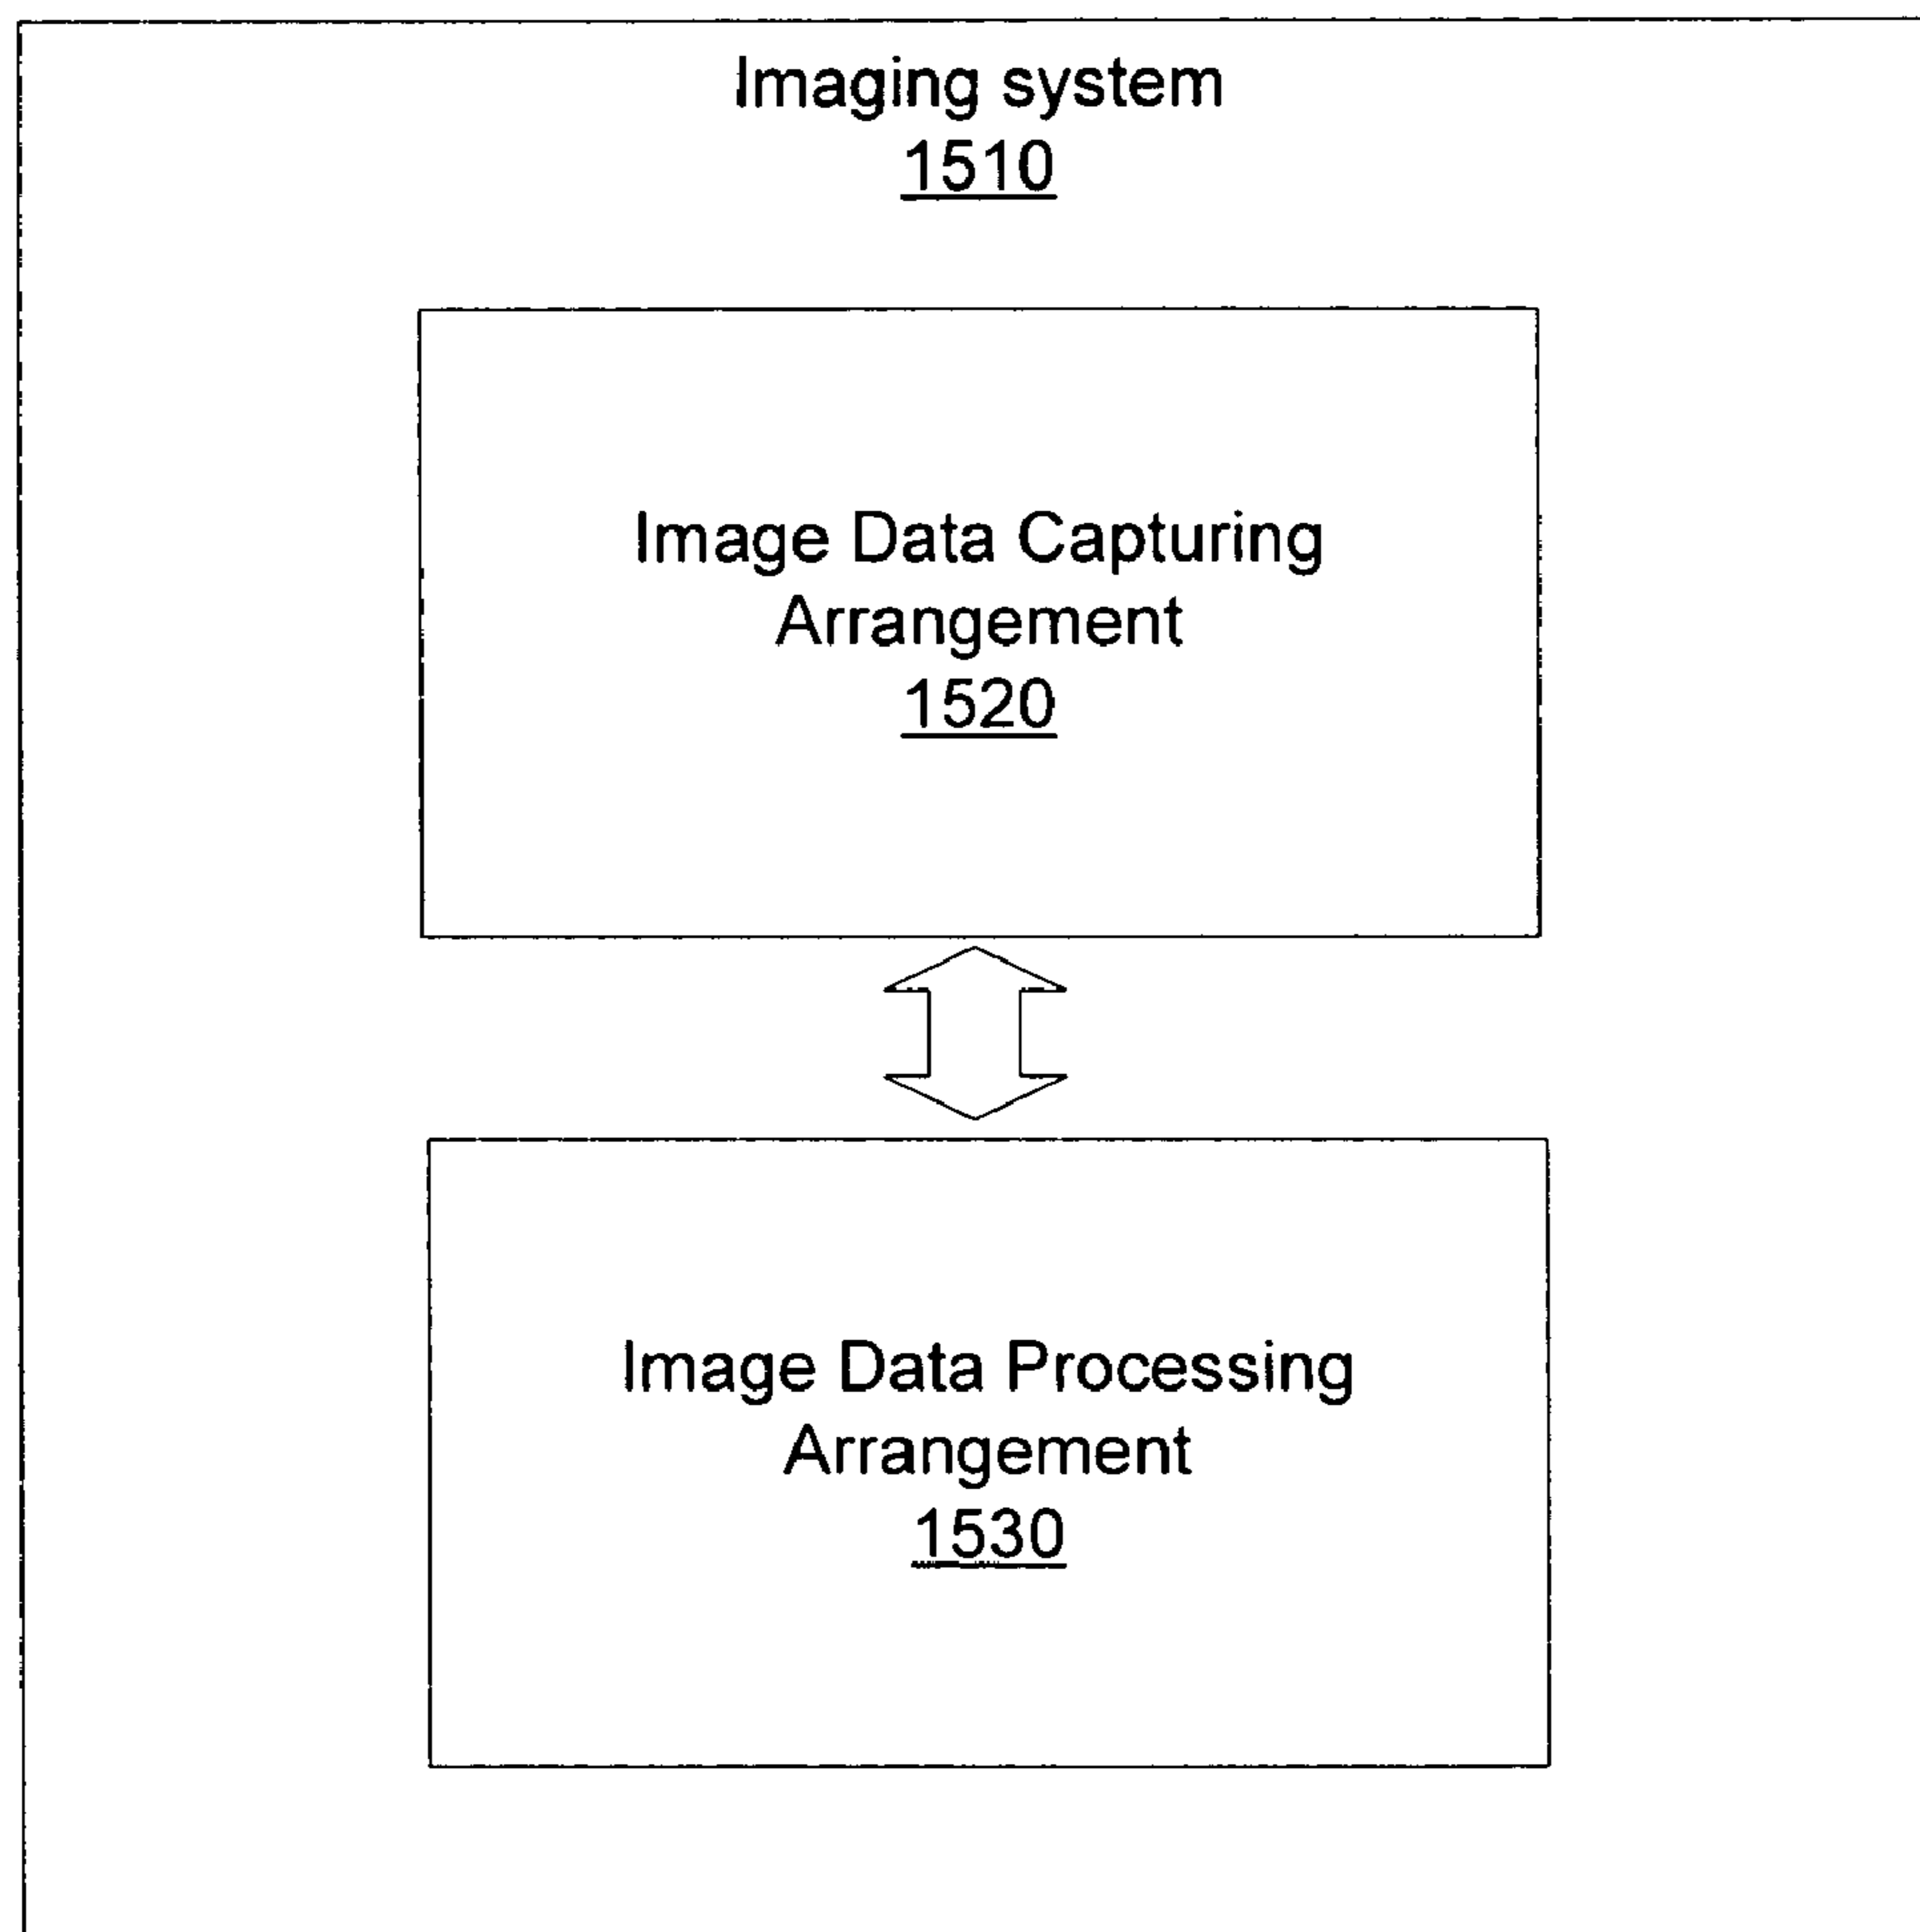 Imaging system
1510
Image Data Capturing
Arrangement
1520
Image Data Processing
Arrangement
1530